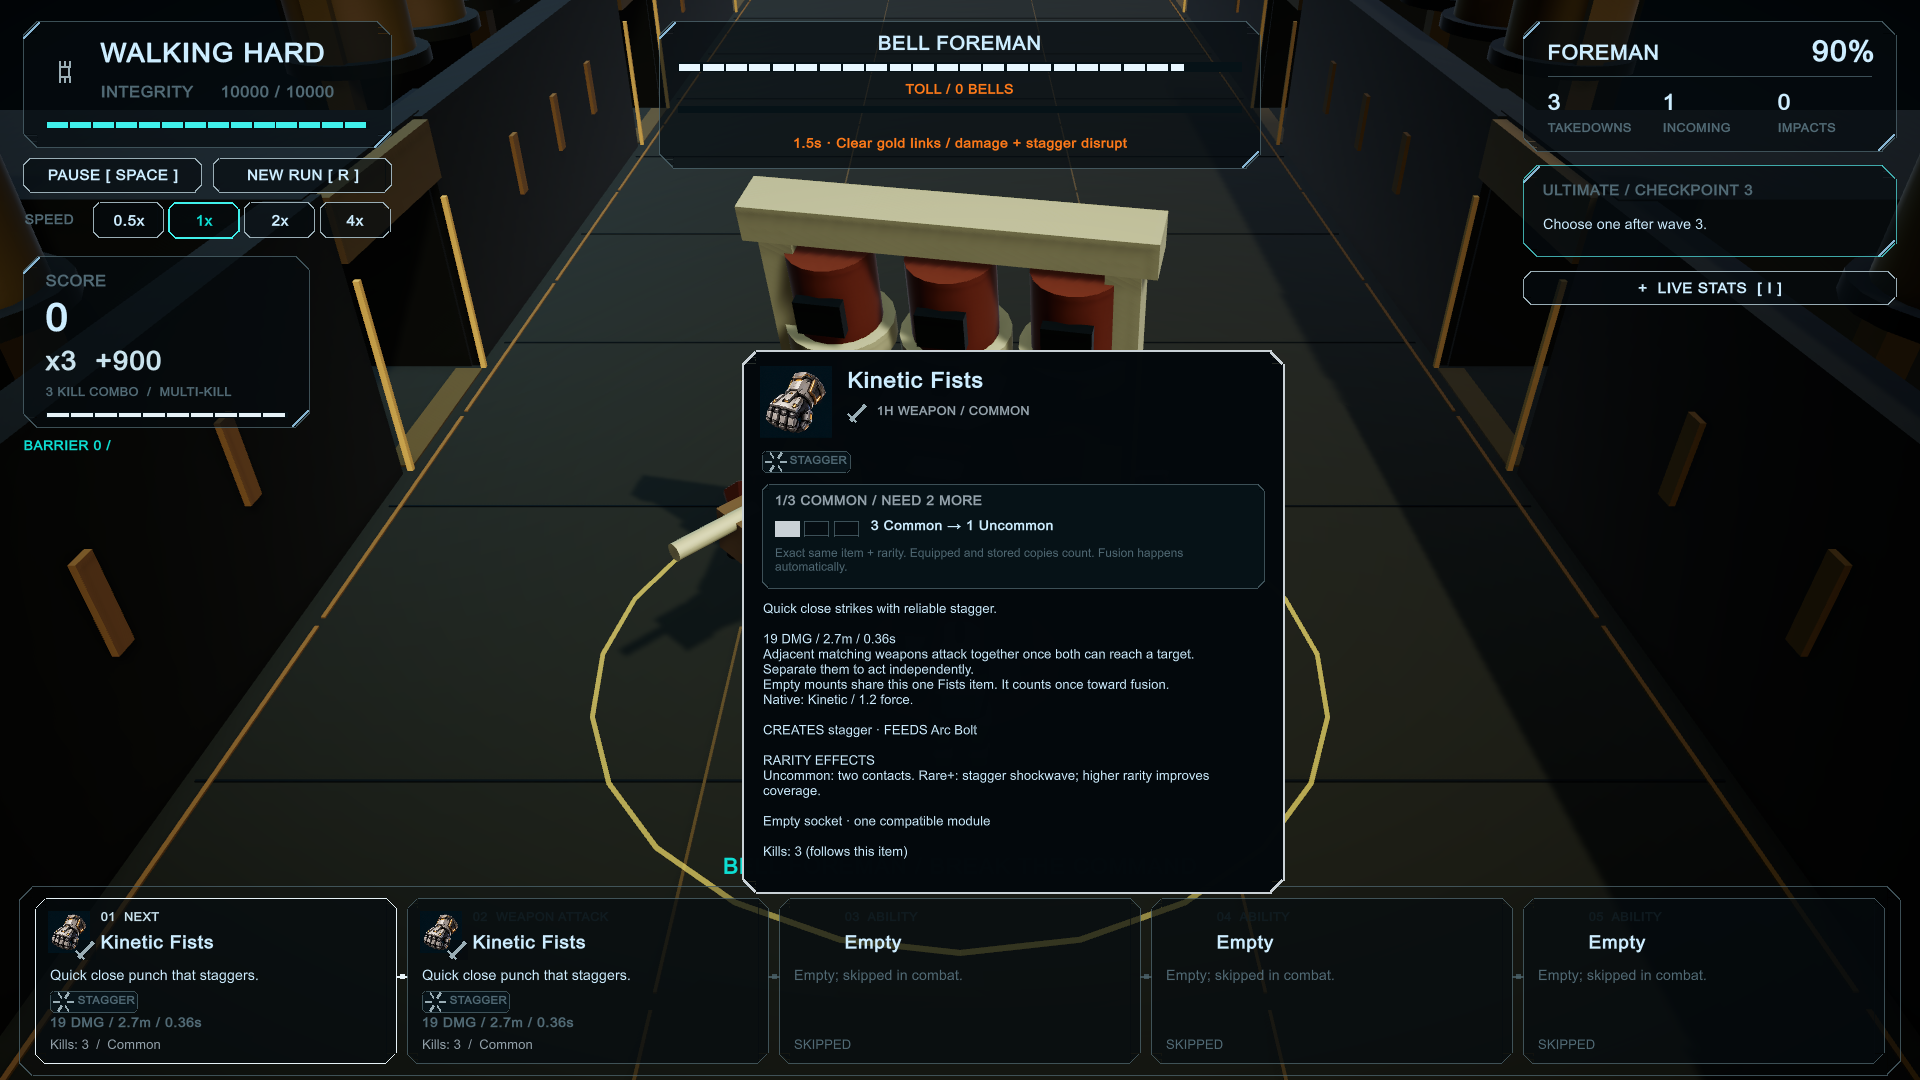 WALKING HARD
INTEGRITY 10000 / 10000
PAUSE [ SPACE ]
NEW RUN [ R ]
SPEED 0.5x 1x 2x 4x
SCORE
0
x3 +900
3 KILL COMBO / MULTI-KILL
BARRIER 0 /
BELL FOREMAN
TOLL / 0 BELLS
1.5s · Clear gold links / damage + stagger disrupt
FOREMAN 90%
3 1 0
TAKEDOWNS INCOMING IMPACTS
ULTIMATE / CHECKPOINT 3
Choose one after wave 3.
+ LIVE STATS [ I ]
Kinetic Fists
1H WEAPON / COMMON
STAGGER
1/3 COMMON / NEED 2 MORE
3 Common → 1 Uncommon
Exact same item + rarity. Equipped and stored copies count. Fusion happens
automatically.
Quick close strikes with reliable stagger.
19 DMG / 2.7m / 0.36s
Adjacent matching weapons attack together once both can reach a target.
Separate them to act independently.
Empty mounts share this one Fists item. It counts once toward fusion.
Native: Kinetic / 1.2 force.
CREATES stagger · FEEDS Arc Bolt
RARITY EFFECTS
Uncommon: two contacts. Rare+: stagger shockwave; higher rarity improves
coverage.
Empty socket · one compatible module
Kills: 3 (follows this item)
01 NEXT
Kinetic Fists
Quick close punch that staggers.
STAGGER
19 DMG / 2.7m / 0.36s
Kills: 3 / Common
02 WEAPON ATTACK
Kinetic Fists
Quick close punch that staggers.
STAGGER
19 DMG / 2.7m / 0.36s
Kills: 3 / Common
03 ABILITY
Empty
Empty; skipped in combat.
SKIPPED
04 ABILITY
Empty
Empty; skipped in combat.
SKIPPED
05 ABILITY
Empty
Empty; skipped in combat.
SKIPPED